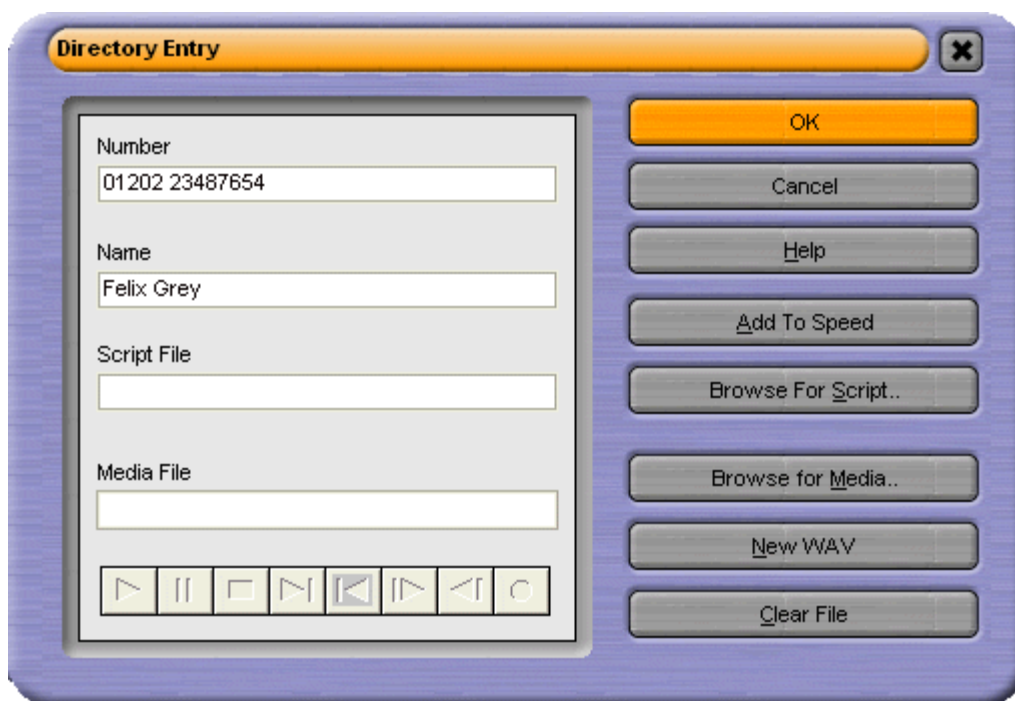 Directory Entry
Number
01202 23487654
Name
Felix Grey
Script File
Media File
OK
Cancel
Help
Add To Speed
Browse For Script..
Browse for Media..
New WAV
Clear File